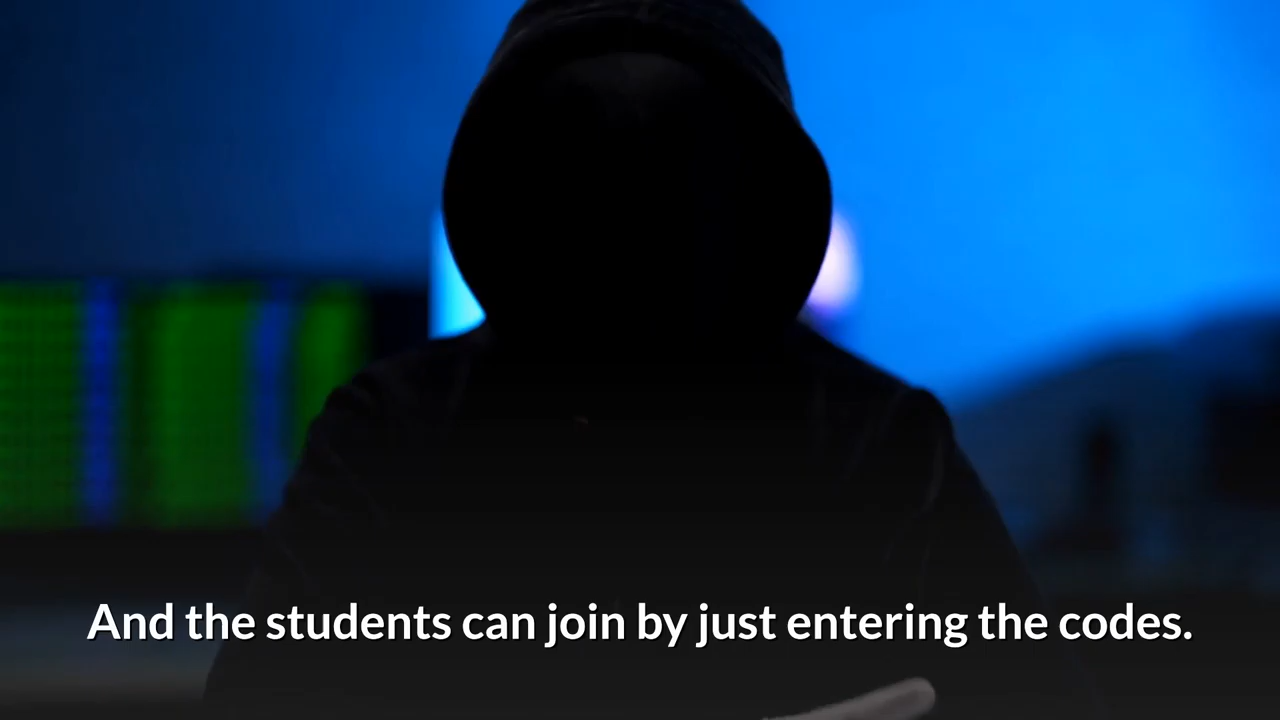 And the students can join by just entering the codes.